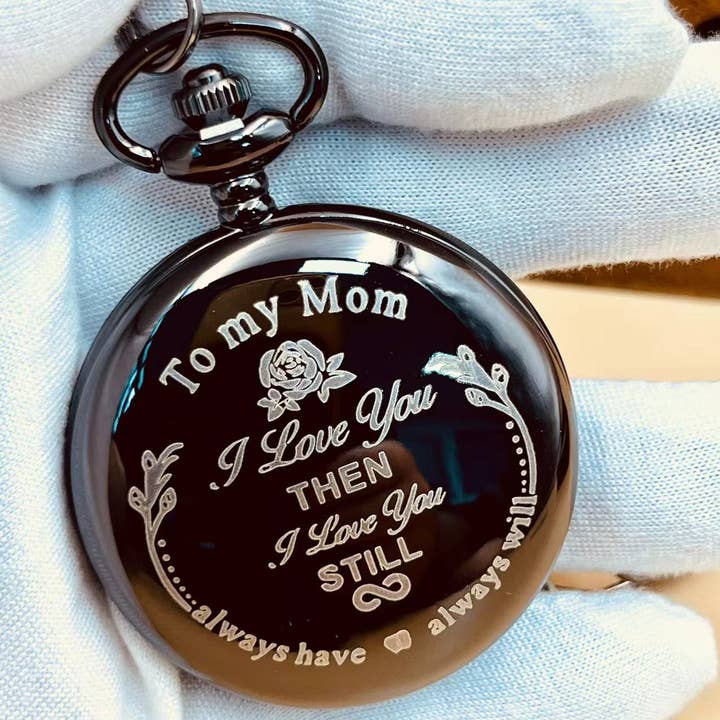 To my Mom
I Love You
THEN
I Love You
STILL
always have always will